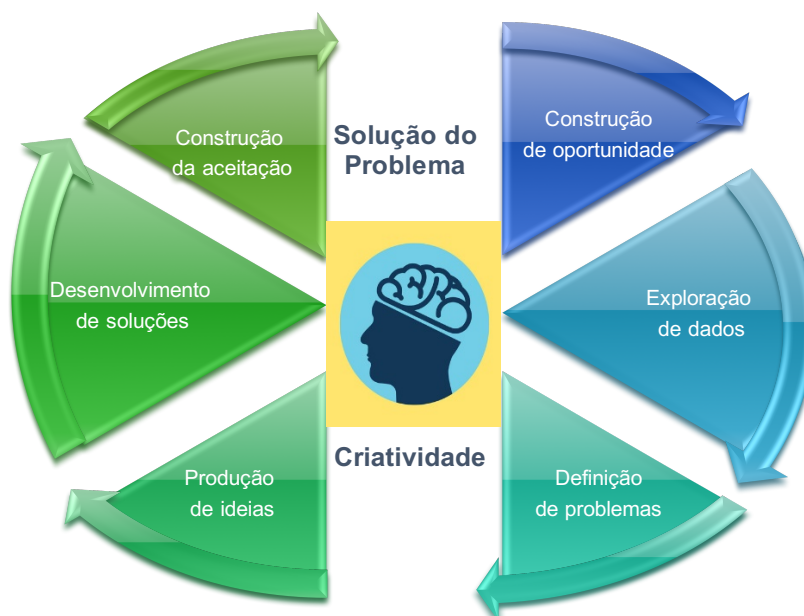 Solução do
Problema
Construção
de oportunidade
Exploração
de dados
Definição
de problemas
Criatividade
Produção
de ideias
Desenvolvimento
de soluções
Construção
da aceitação